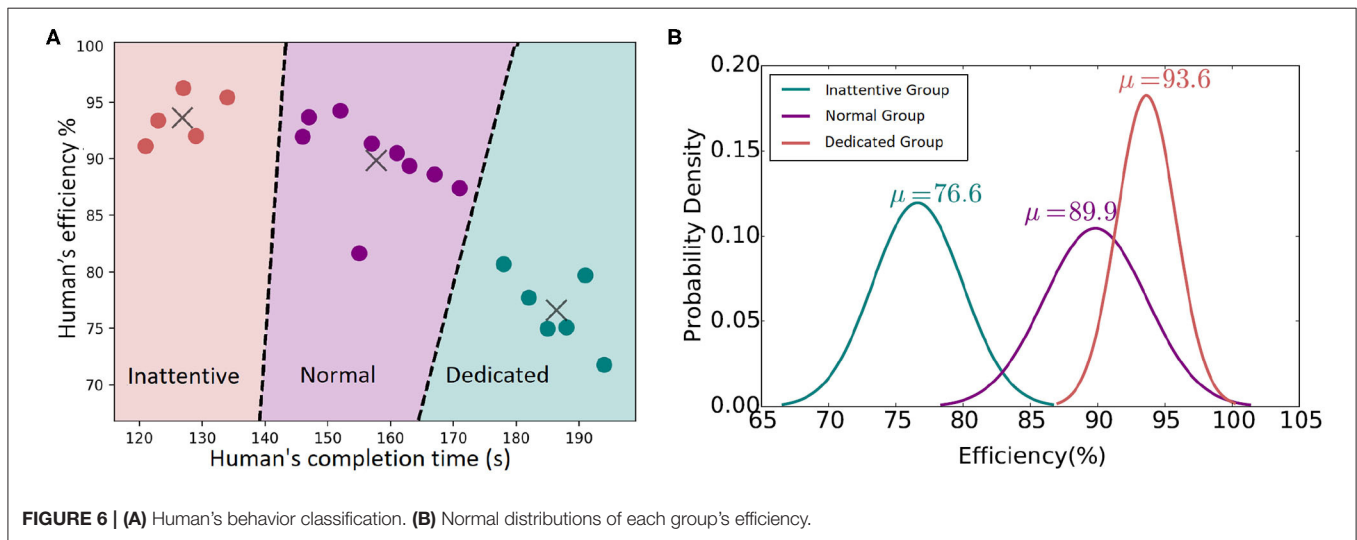 A
Human's efficiency %
100
95
90
85
80
75
70
Inattentive
Normal
Dedicated
120 130 140 150 160 170 180 190
Human's completion time (s)
B
Probability Density
0.20
0.15
0.10
0.05
0.00
Inattentive Group
Normal Group
Dedicated Group
μ=76.6
μ=89.9
μ=93.6
65 70 75 80 85 90 95 100 105
Efficiency(%)
FIGURE 6 | (A) Human's behavior classification. (B) Normal distributions of each group's efficiency.